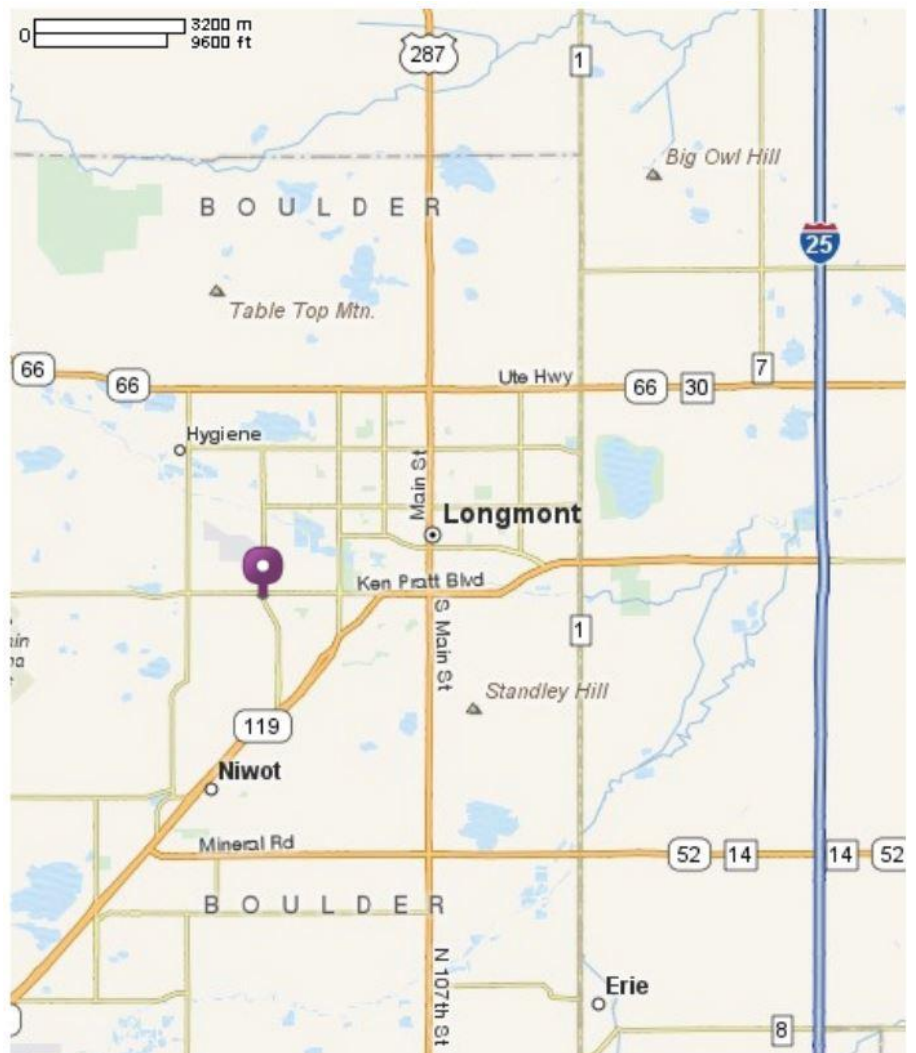 0
3200 m
9600 ft
287
1
Big Owl Hill
BOULDER
25
Table Top Mtn.
66
66
Ute Hwy
66
30
7
Hygiene
Main St
Longmont
Ken Pratt Blvd
1
S Main St
Standley Hill
119
Niwot
Mineral Rd
52
14
14
52
BOULDER
N 107th St
Erie
8